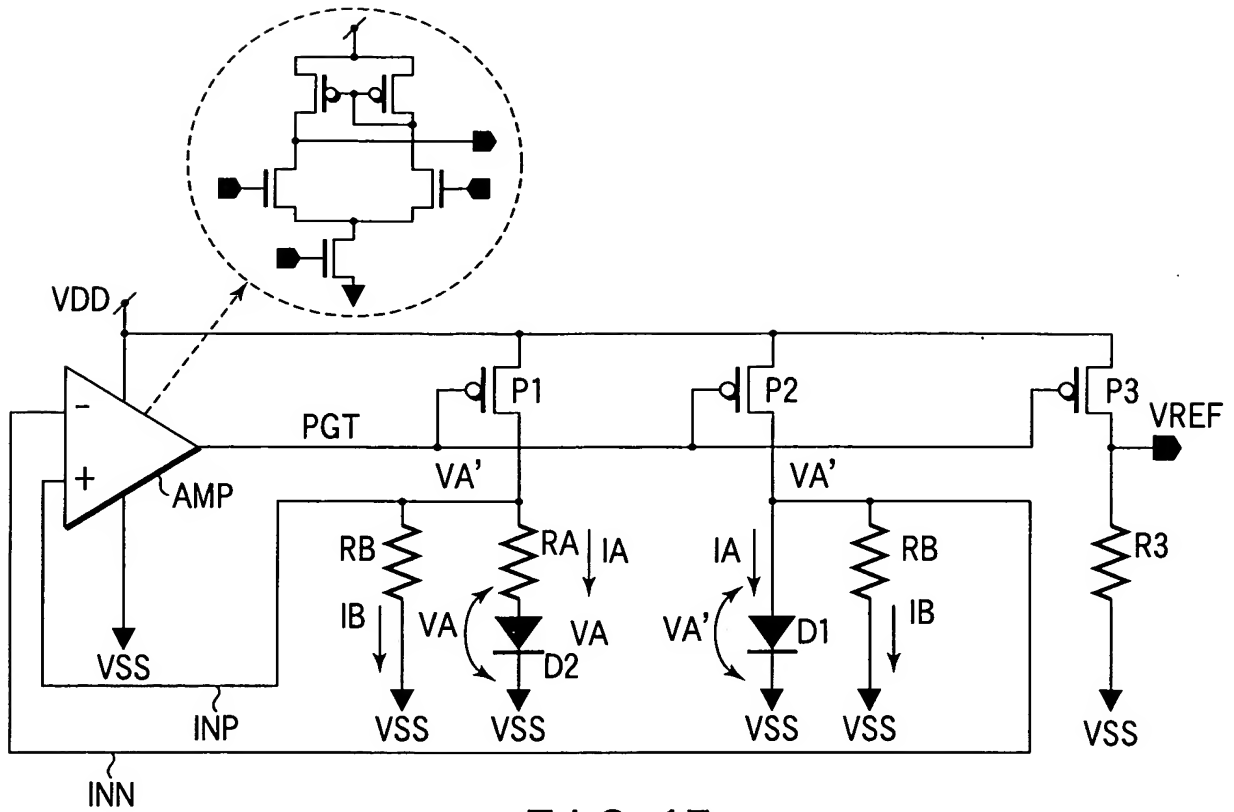 VDD
-
+
AMP
VSS
PGT
P1
P2
P3
VREF
VA'
VA'
RB
RA
IA
IA
RB
R3
IB
VA
VA
D2
VA'
D1
IB
VSS
VSS
VSS
VSS
VSS
INP
INN